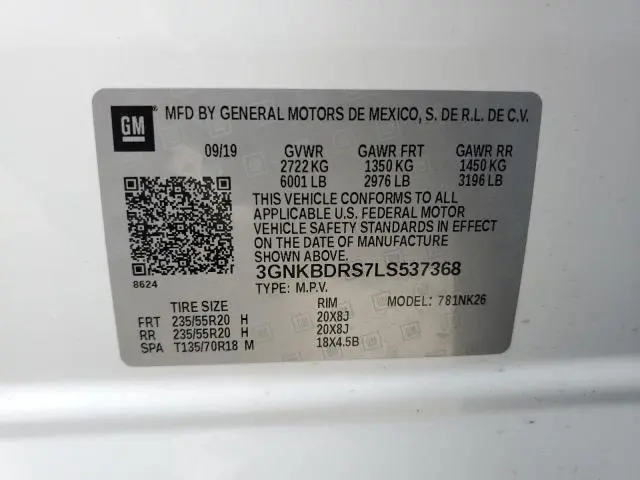 GM ® MFD BY GENERAL MOTORS DE MEXICO, S. DE R.L. DE C.V.
09/19 GVWR GAWR FRT GAWR RR
2722 KG 1350 KG 1450 KG
6001 LB 2976 LB 3196 LB
THIS VEHICLE CONFORMS TO ALL
APPLICABLE U.S. FEDERAL MOTOR
VEHICLE SAFETY STANDARDS IN EFFECT
ON THE DATE OF MANUFACTURE
SHOWN ABOVE.
3GNKBDRS7LS537368
8624 TYPE: M.P.V. MODEL: 781NK26
TIRE SIZE RIM
FRT 235/55R20 H 20X8J
RR 235/55R20 H 20X8J
SPA T135/70R18 M 18X4.5B